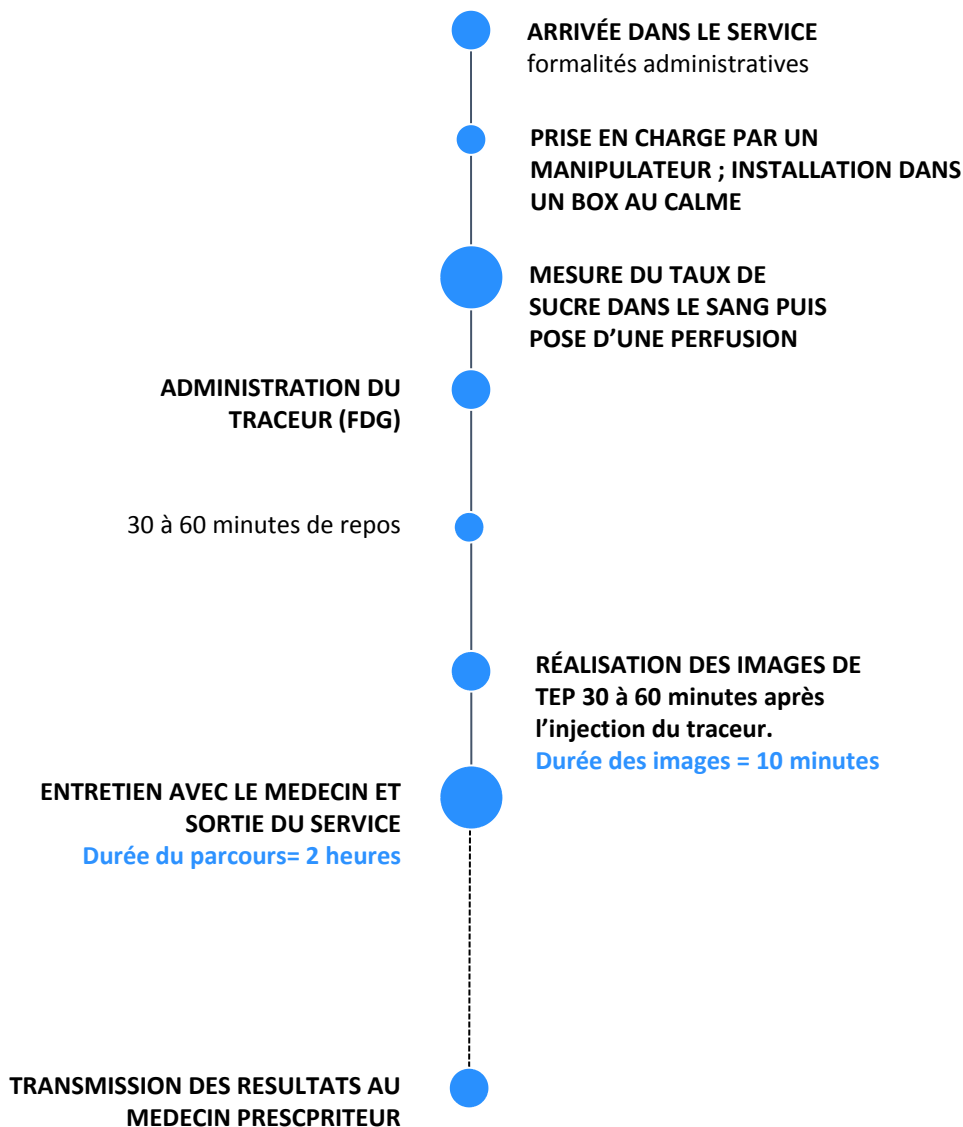 ARRIVÉE DANS LE SERVICE
formalités administratives
PRISE EN CHARGE PAR UN
MANIPULATEUR ; INSTALLATION DANS
UN BOX AU CALME
MESURE DU TAUX DE
SUCRE DANS LE SANG PUIS
POSE D’UNE PERFUSION
ADMINISTRATION DU
TRACEUR (FDG)
30 à 60 minutes de repos
RÉALISATION DES IMAGES DE
TEP 30 à 60 minutes après
l’injection du traceur.
Durée des images = 10 minutes
ENTRETIEN AVEC LE MEDECIN ET
SORTIE DU SERVICE
Durée du parcours= 2 heures
TRANSMISSION DES RESULTATS AU
MEDECIN PRESCPRITEUR